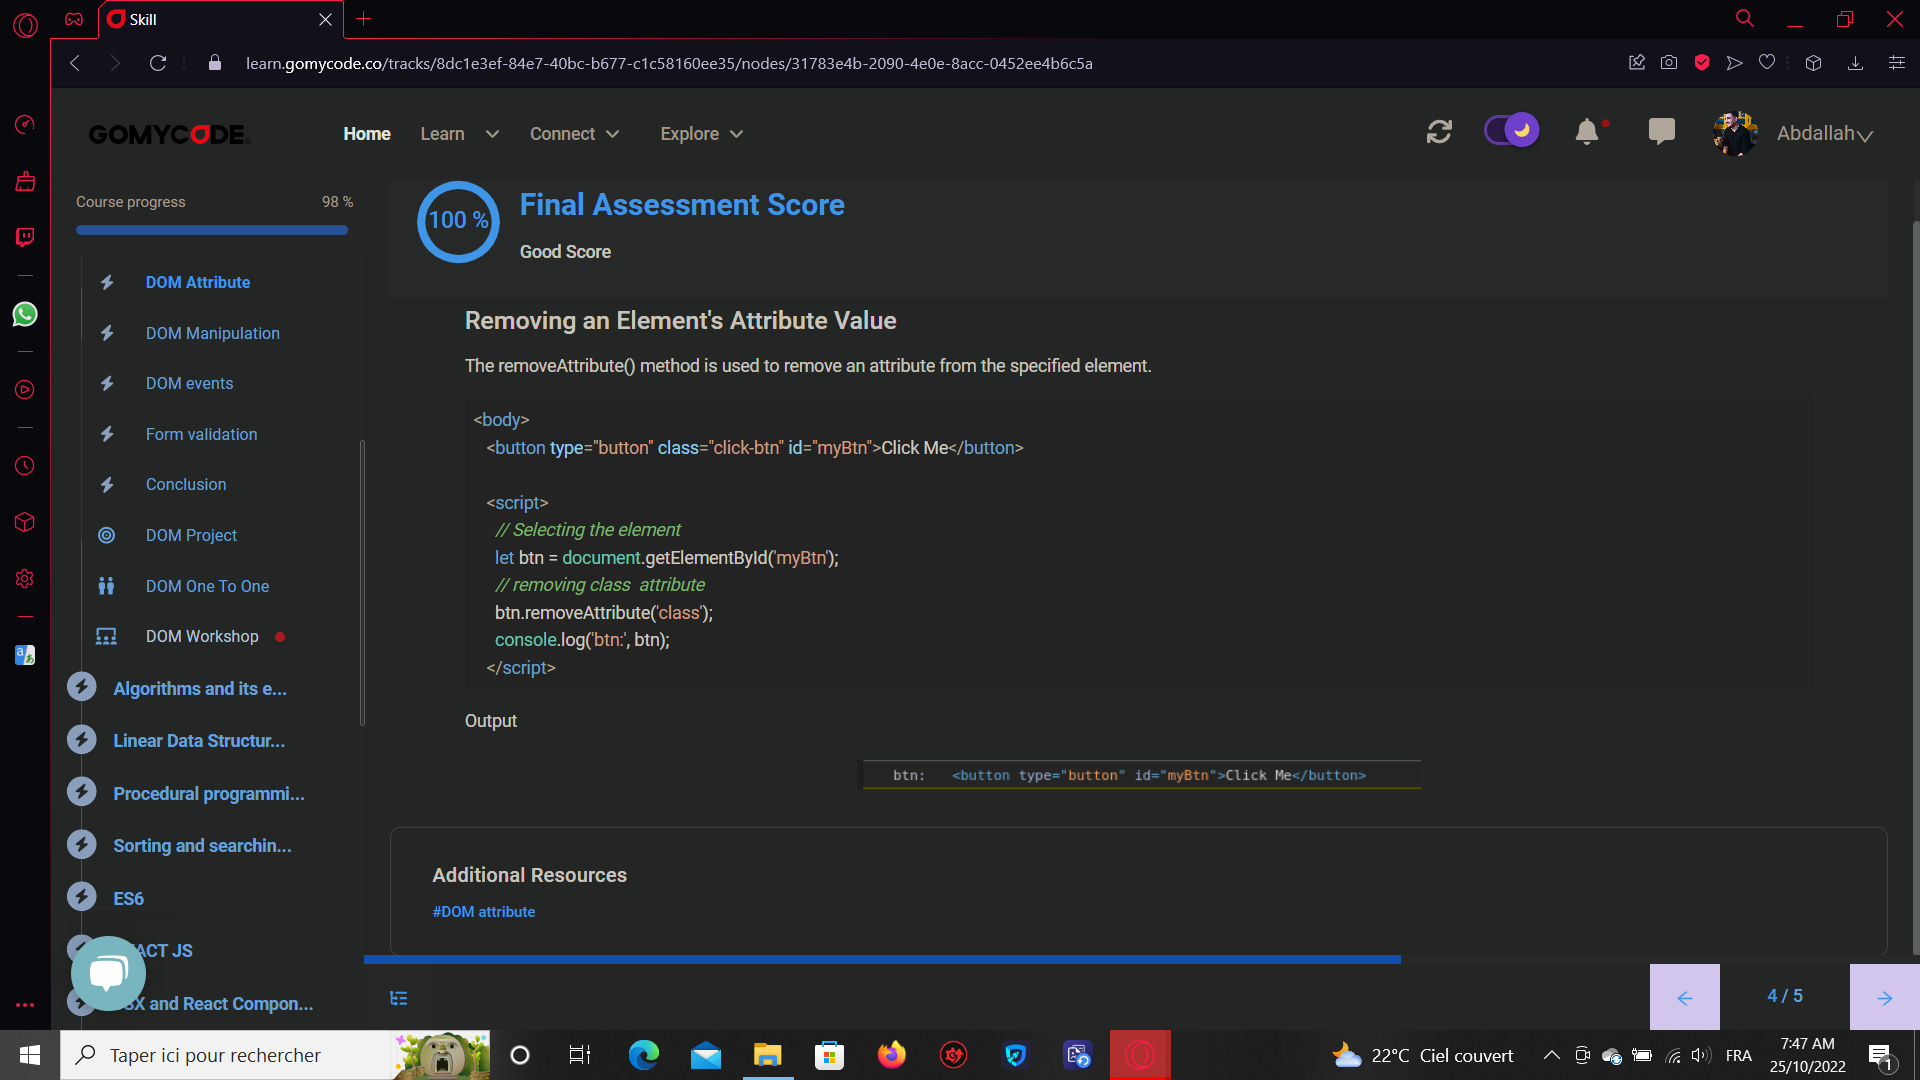 Skill
learn.gomycode.co/tracks/8dc1e3ef-84e7-40bc-b677-c1c58160ee35/nodes/31783e4b-2090-4e0e-8acc-0452ee4b6c5a
GOMYCODE
Home
Learn
Connect
Explore
Abdallah
Course progress
98 %
DOM Attribute
DOM Manipulation
DOM events
Form validation
Conclusion
DOM Project
DOM One To One
DOM Workshop
Algorithms and its e...
Linear Data Structur...
Procedural programmi...
Sorting and searchin...
ES6
ACT JS
X and React Compon...
100 %
Final Assessment Score
Good Score
Removing an Element's Attribute Value
The removeAttribute() method is used to remove an attribute from the specified element.
<body>
<button type="button" class="click-btn" id="myBtn">Click Me</button>
<script>
// Selecting the element
let btn = document.getElementById('myBtn');
// removing class  attribute
btn.removeAttribute('class');
console.log('btn:', btn);
</script>
Output
btn: <button type="button" id="myBtn">Click Me</button>
Additional Resources
#DOM attribute
4 / 5
Taper ici pour rechercher
22°C Ciel couvert
FRA
7:47 AM
25/10/2022
1